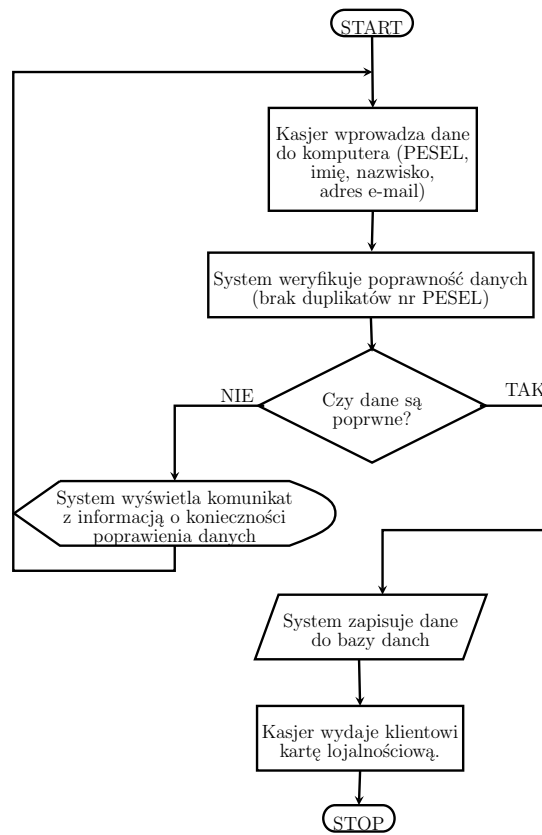 START
Kasjer wprowadza dane
do komputera (PESEL,
imię, nazwisko,
adres e-mail)
System weryfikuje poprawność danych
(brak duplikatów nr PESEL)
NIE
Czy dane są
poprwne?
TAK
System wyświetla komunikat
z informacją o konieczności
poprawienia danych
System zapisuje dane
do bazy danch
Kasjer wydaje klientowi
kartę lojalnościową.
STOP